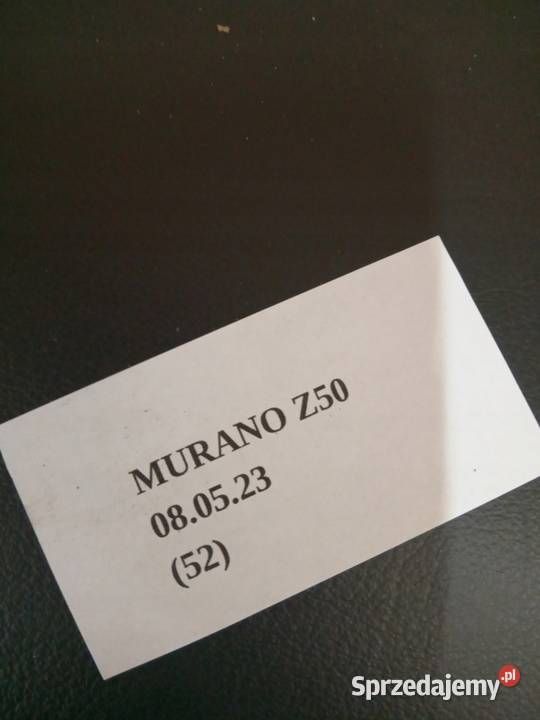 MURANO Z50
08.05.23
(52)
Sprzedajemy.pl